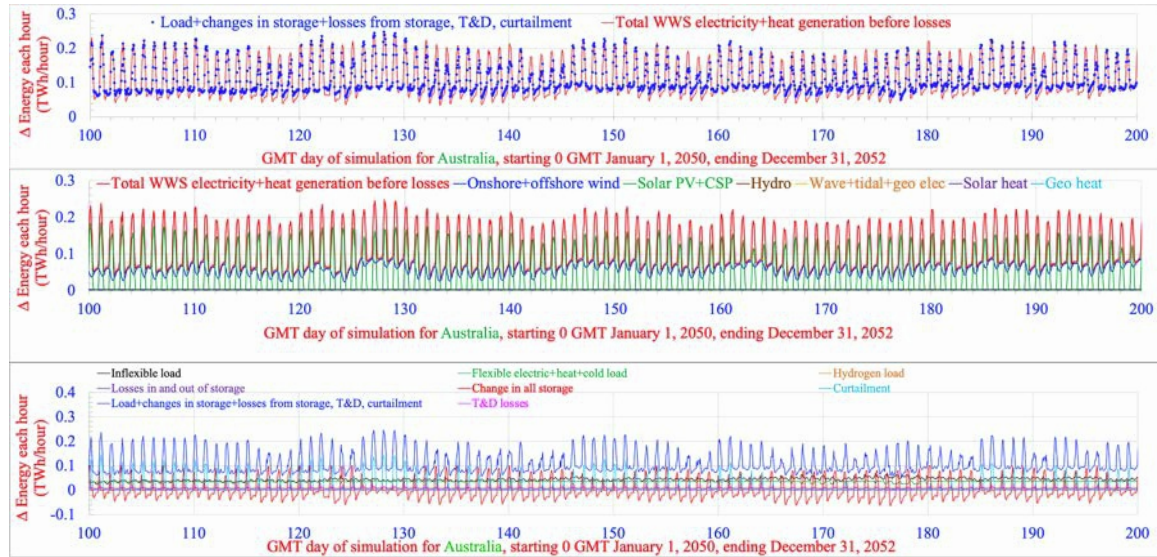 Load+changes in storage+losses from storage, T&D, curtailment Total WWS electricity+heat generation before losses
Δ Energy each hour
(TWh/hour)
0.3
0.2
0.1
0
100 110 120 130 140 150 160 170 180 190 200
GMT day of simulation for Australia, starting 0 GMT January 1, 2050, ending December 31, 2052
Total WWS electricity+heat generation before losses Onshore+offshore wind Solar PV+CSP Hydro Wave+tidal+geo elec Solar heat Geo heat
Δ Energy each hour
(TWh/hour)
0.3
0.2
0.1
0
100 110 120 130 140 150 160 170 180 190 200
GMT day of simulation for Australia, starting 0 GMT January 1, 2050, ending December 31, 2052
Inflexible load Flexible electric+heat+cold load Hydrogen load
Losses in and out of storage Change in all storage Curtailment
Load+changes in storage+losses from storage, T&D, curtailment T&D losses
Δ Energy each hour
(TWh/hour)
0.4
0.3
0.2
0.1
0
-0.1
100 110 120 130 140 150 160 170 180 190 200
GMT day of simulation for Australia, starting 0 GMT January 1, 2050, ending December 31, 2052